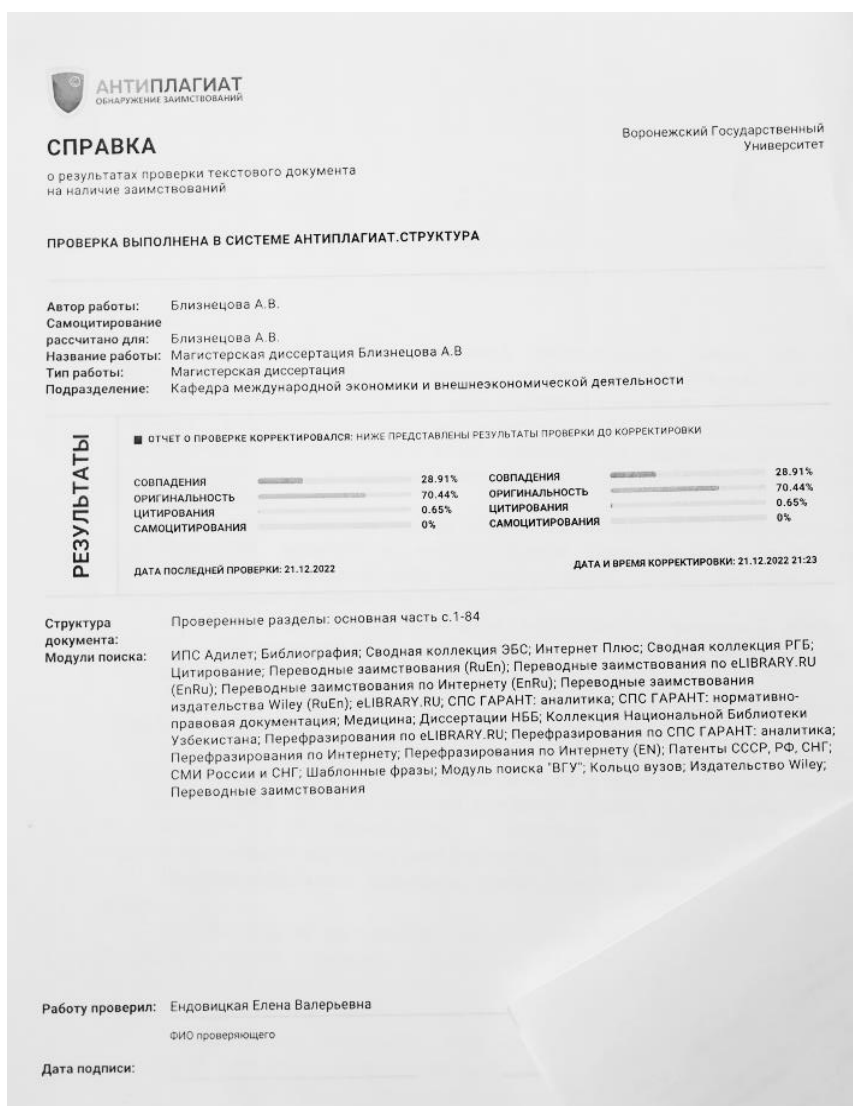 АНТИПЛАГИАТ
ОБНАРУЖЕНИЕ ЗАИМСТВОВАНИЙ
СПРАВКА
о результатах проверки текстового документа
на наличие заимствований
Воронежский Государственный
Университет
ПРОВЕРКА ВЫПОЛНЕНА В СИСТЕМЕ АНТИПЛАГИАТ.СТРУКТУРА
Автор работы: Близнецова А.В.
Самоцитирование
рассчитано для: Близнецова А.В.
Название работы: Магистерская диссертация Близнецова А.В
Тип работы: Магистерская диссертация
Подразделение: Кафедра международной экономики и внешнеэкономической деятельности
РЕЗУЛЬТАТЫ
ОТЧЕТ О ПРОВЕРКЕ КОРРЕКТИРОВАЛСЯ: НИЖЕ ПРЕДСТАВЛЕНЫ РЕЗУЛЬТАТЫ ПРОВЕРКИ ДО КОРРЕКТИРОВКИ
СОВПАДЕНИЯ 28.91%
ОРИГИНАЛЬНОСТЬ 70.44%
ЦИТИРОВАНИЯ 0.65%
САМОЦИТИРОВАНИЯ 0%
СОВПАДЕНИЯ 28.91%
ОРИГИНАЛЬНОСТЬ 70.44%
ЦИТИРОВАНИЯ 0.65%
САМОЦИТИРОВАНИЯ 0%
ДАТА ПОСЛЕДНЕЙ ПРОВЕРКИ: 21.12.2022
ДАТА И ВРЕМЯ КОРРЕКТИРОВКИ: 21.12.2022 21:23
Структура
документа:
Проверенные разделы: основная часть с.1-84
Модули поиска: ИПС Адилет; Библиография; Сводная коллекция ЭБС; Интернет Плюс; Сводная коллекция РГБ;
Цитирование; Переводные заимствования (RuEn); Переводные заимствования по eLIBRARY.RU
(EnRu); Переводные заимствования по Интернету (EnRu); Переводные заимствования
издательства Wiley (RuEn); eLIBRARY.RU; СПС ГАРАНТ: аналитика; СПС ГАРАНТ: нормативно-
правовая документация; Медицина; Диссертации НББ; Коллекция Национальной Библиотеки
Узбекистана; Перефразирования по eLIBRARY.RU; Перефразирования по СПС ГАРАНТ: аналитика;
Перефразирования по Интернету; Перефразирования по Интернету (EN); Патенты СССР, РФ, СНГ;
СМИ России и СНГ; Шаблонные фразы; Модуль поиска "ВГУ"; Кольцо вузов; Издательство Wiley;
Переводные заимствования
Работу проверил: Ендовицкая Елена Валерьевна
ФИО проверяющего
Дата подписи: